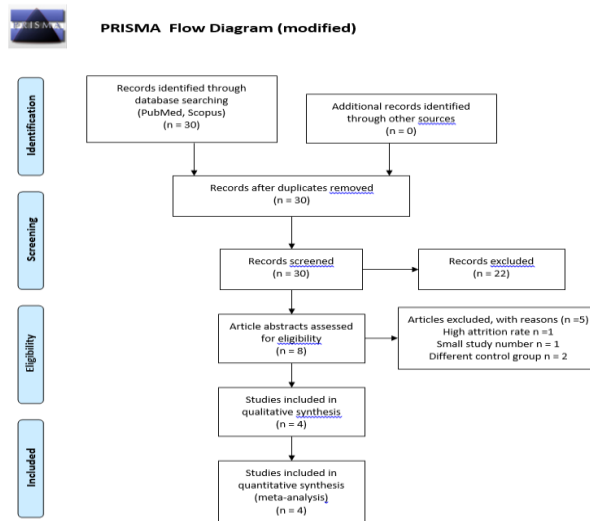 PRISMA
PRISMA Flow Diagram (modified)
Identification
Records identified through
database searching
(PubMed, Scopus)
(n = 30)
Additional records identified
through other sources
(n = 0)
Records after duplicates removed
(n = 30)
Screening
Records screened
(n = 30)
Records excluded
(n = 22)
Eligibility
Article abstracts assessed
for eligibility
(n = 8)
Articles excluded, with reasons (n =5)
High attrition rate n =1
Small study number n = 1
Different control group n = 2
Studies included in
qualitative synthesis
(n = 4)
Included
Studies included in
quantitative synthesis
(meta-analysis)
(n = 4)